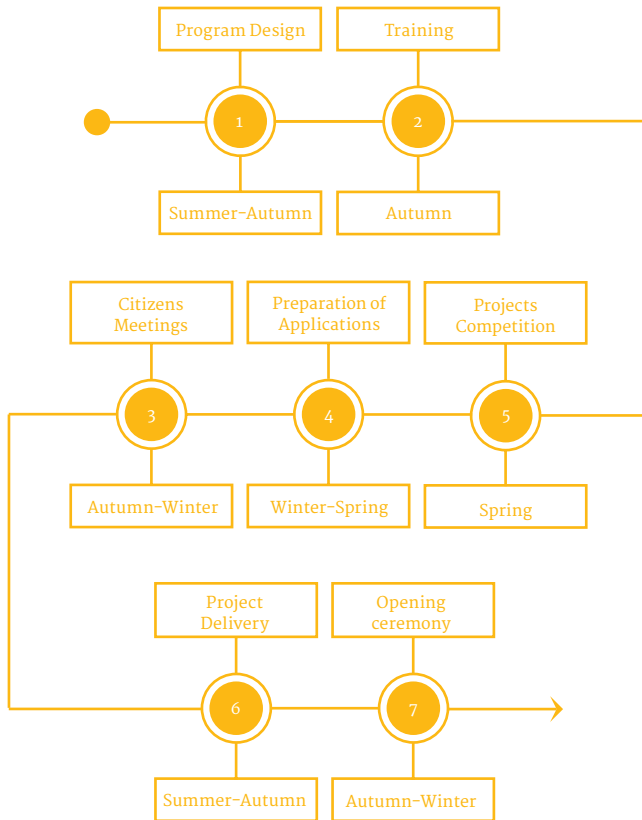 Program Design
1
Summer-Autumn
Training
2
Autumn
Citizens
Meetings
3
Autumn-Winter
Preparation of
Applications
4
Winter-Spring
Projects
Competition
5
Spring
Project
Delivery
6
Summer-Autumn
Opening
ceremony
7
Autumn-Winter